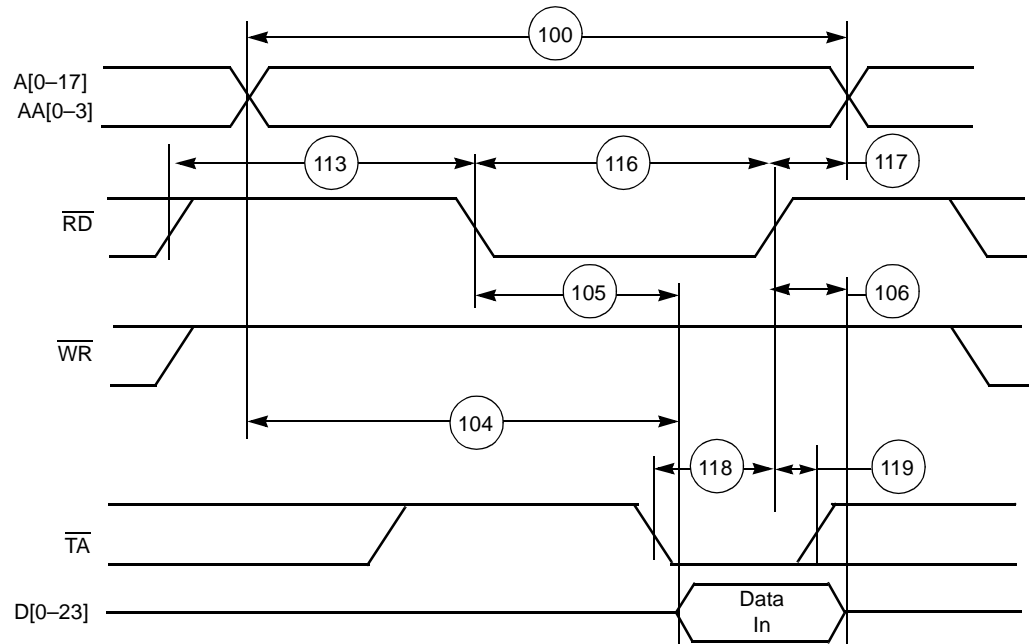 100
A[0–17]
AA[0–3]
113
116
117
RD
105
106
WR
104
118
119
TA
D[0–23]
Data
In